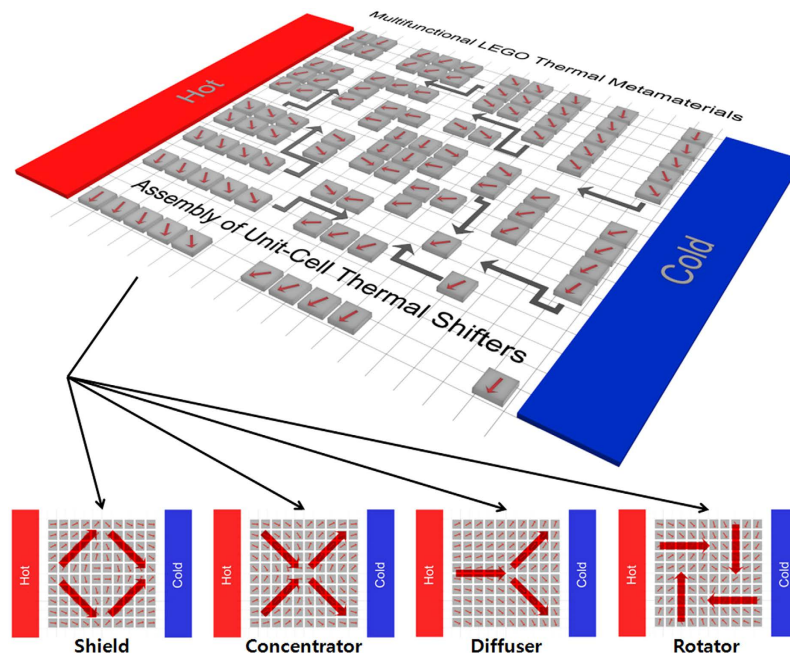 Multifunctional LEGO Thermal Metamaterials
Hot
Cold
Assembly of Unit-Cell Thermal Shifters
Hot
Cold
Hot
Cold
Hot
Cold
Hot
Cold
Shield
Concentrator
Diffuser
Rotator